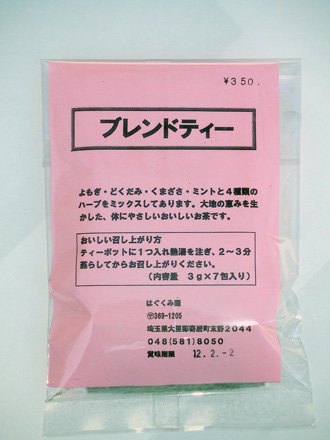 ¥350.
ブレンドティー
よもぎ・どくだみ・くまざさ・ミントと4種類の
ハーブをミックスしてあります。大地の恵みを生
かした、体にやさしいおいしいお茶です。
おいしい召し上がり方
ティーポットに1つ入れ熱湯を注ぎ、2〜3分
蒸らしてからお召し上がりください。
(内容量 3g×7包入り)
はぐくみ園
〒369-1205
埼玉県大里郡寄居町末野2044
048(581)8050
賞味期限 12.2.-2